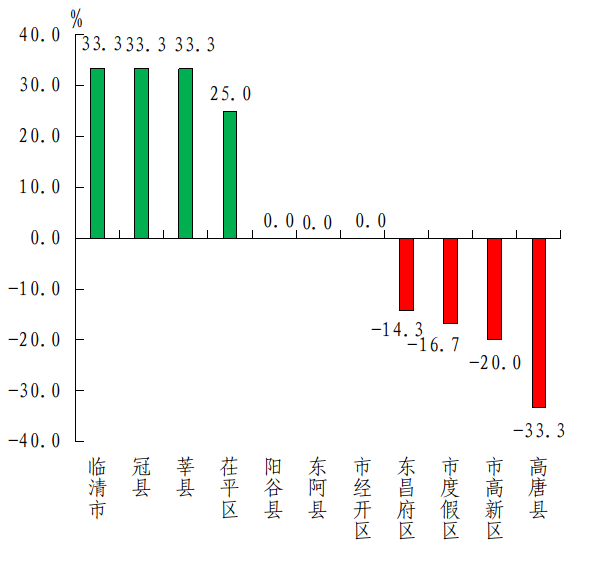 %
40.0
30.0
20.0
10.0
0.0
-10.0
-20.0
-30.0
-40.0
33.3
33.3
33.3
25.0
0.0
0.0
0.0
-14.3
-16.7
-20.0
-33.3
临清市
冠县
莘县
茌平区
阳谷县
东阿县
市经开区
东昌府区
市度假区
市高新区
高唐县